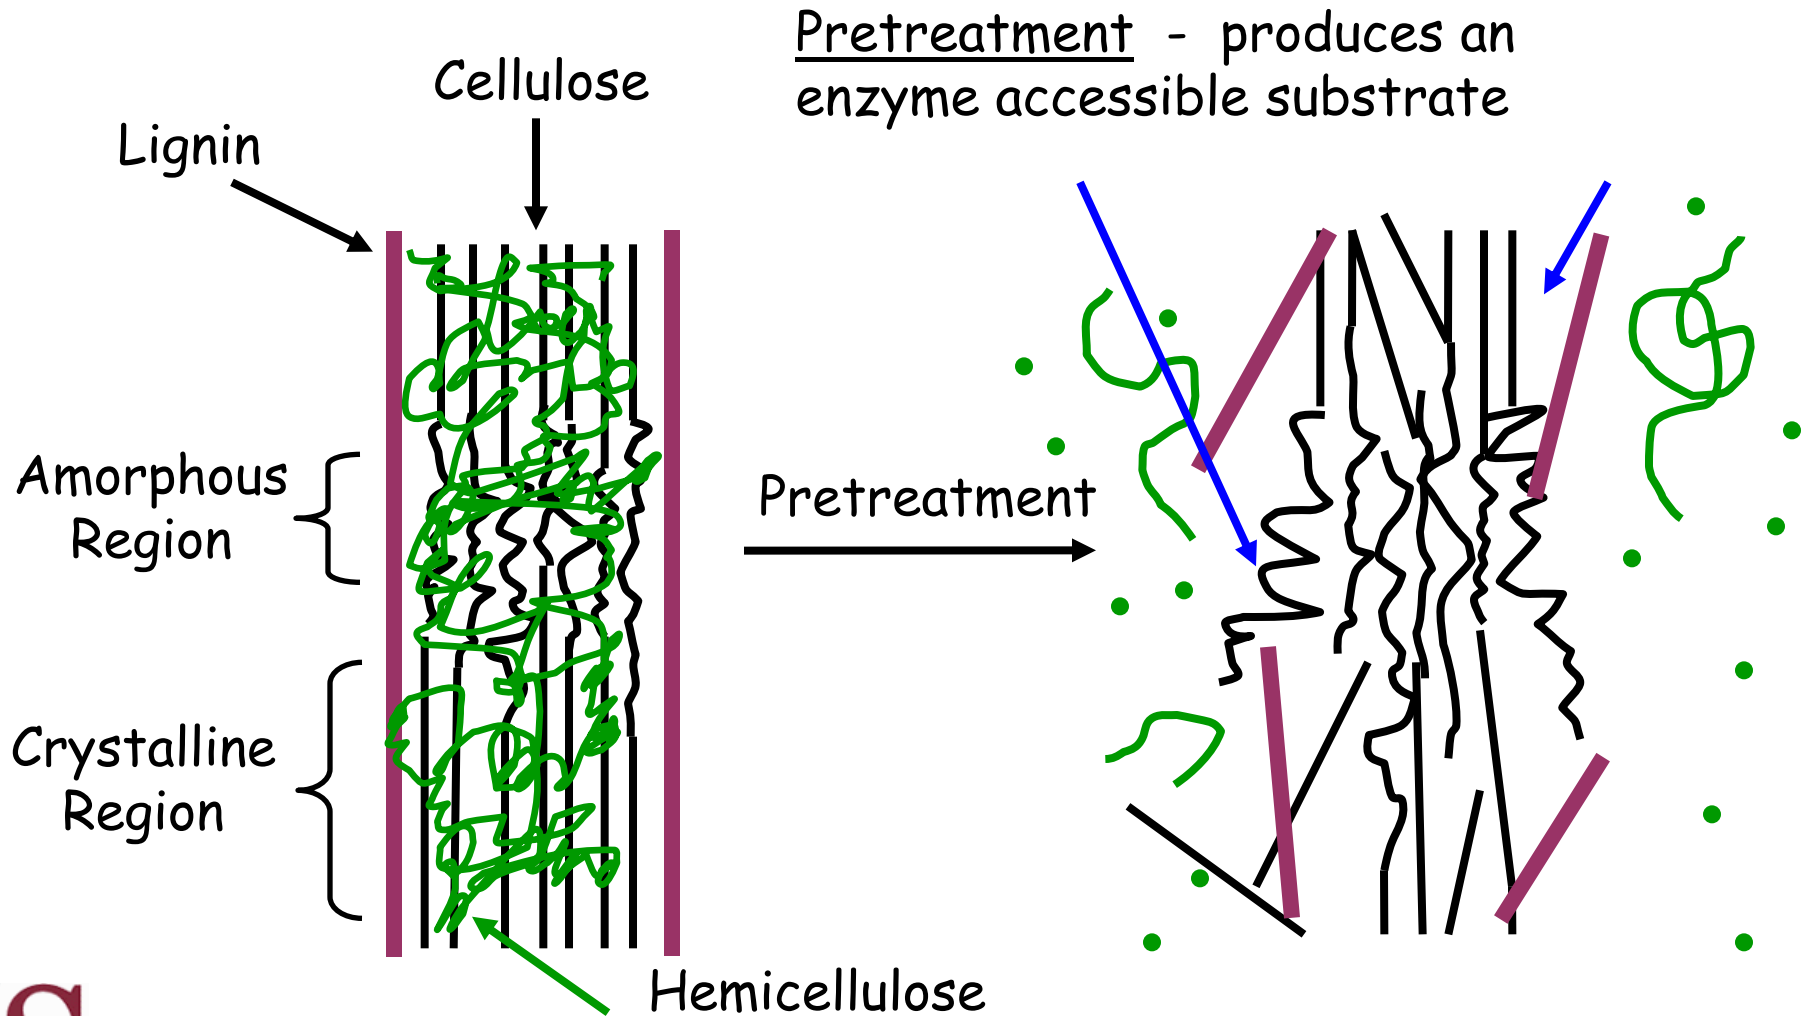 Pretreatment - produces an
enzyme accessible substrate
Cellulose
Lignin
Amorphous
Region
Pretreatment
Crystalline
Region
Hemicellulose